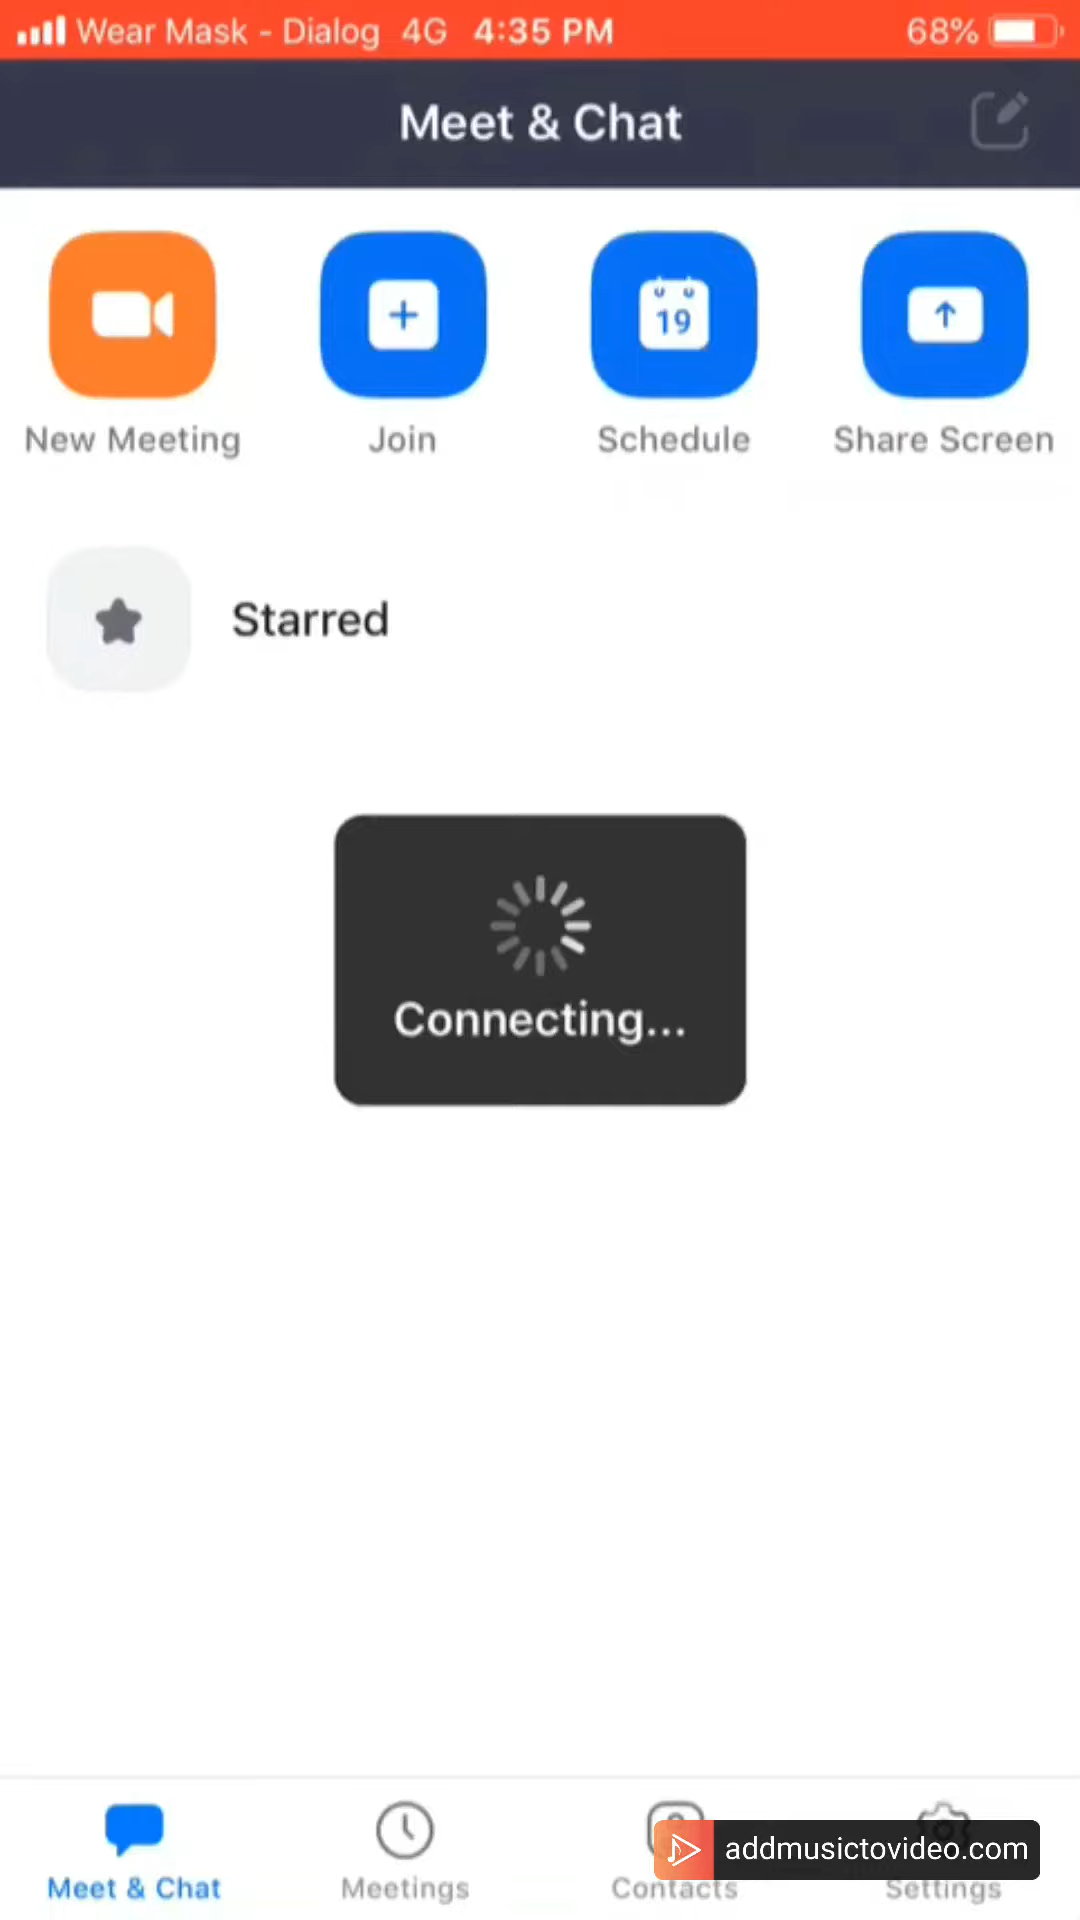 Wear Mask - Dialog 4G 4:35 PM 68%
Meet & Chat
New Meeting
Join
19
Schedule
Share Screen
Starred
Connecting...
Meet & Chat
Meetings
Contacts
Settings
addmusictovideo.com